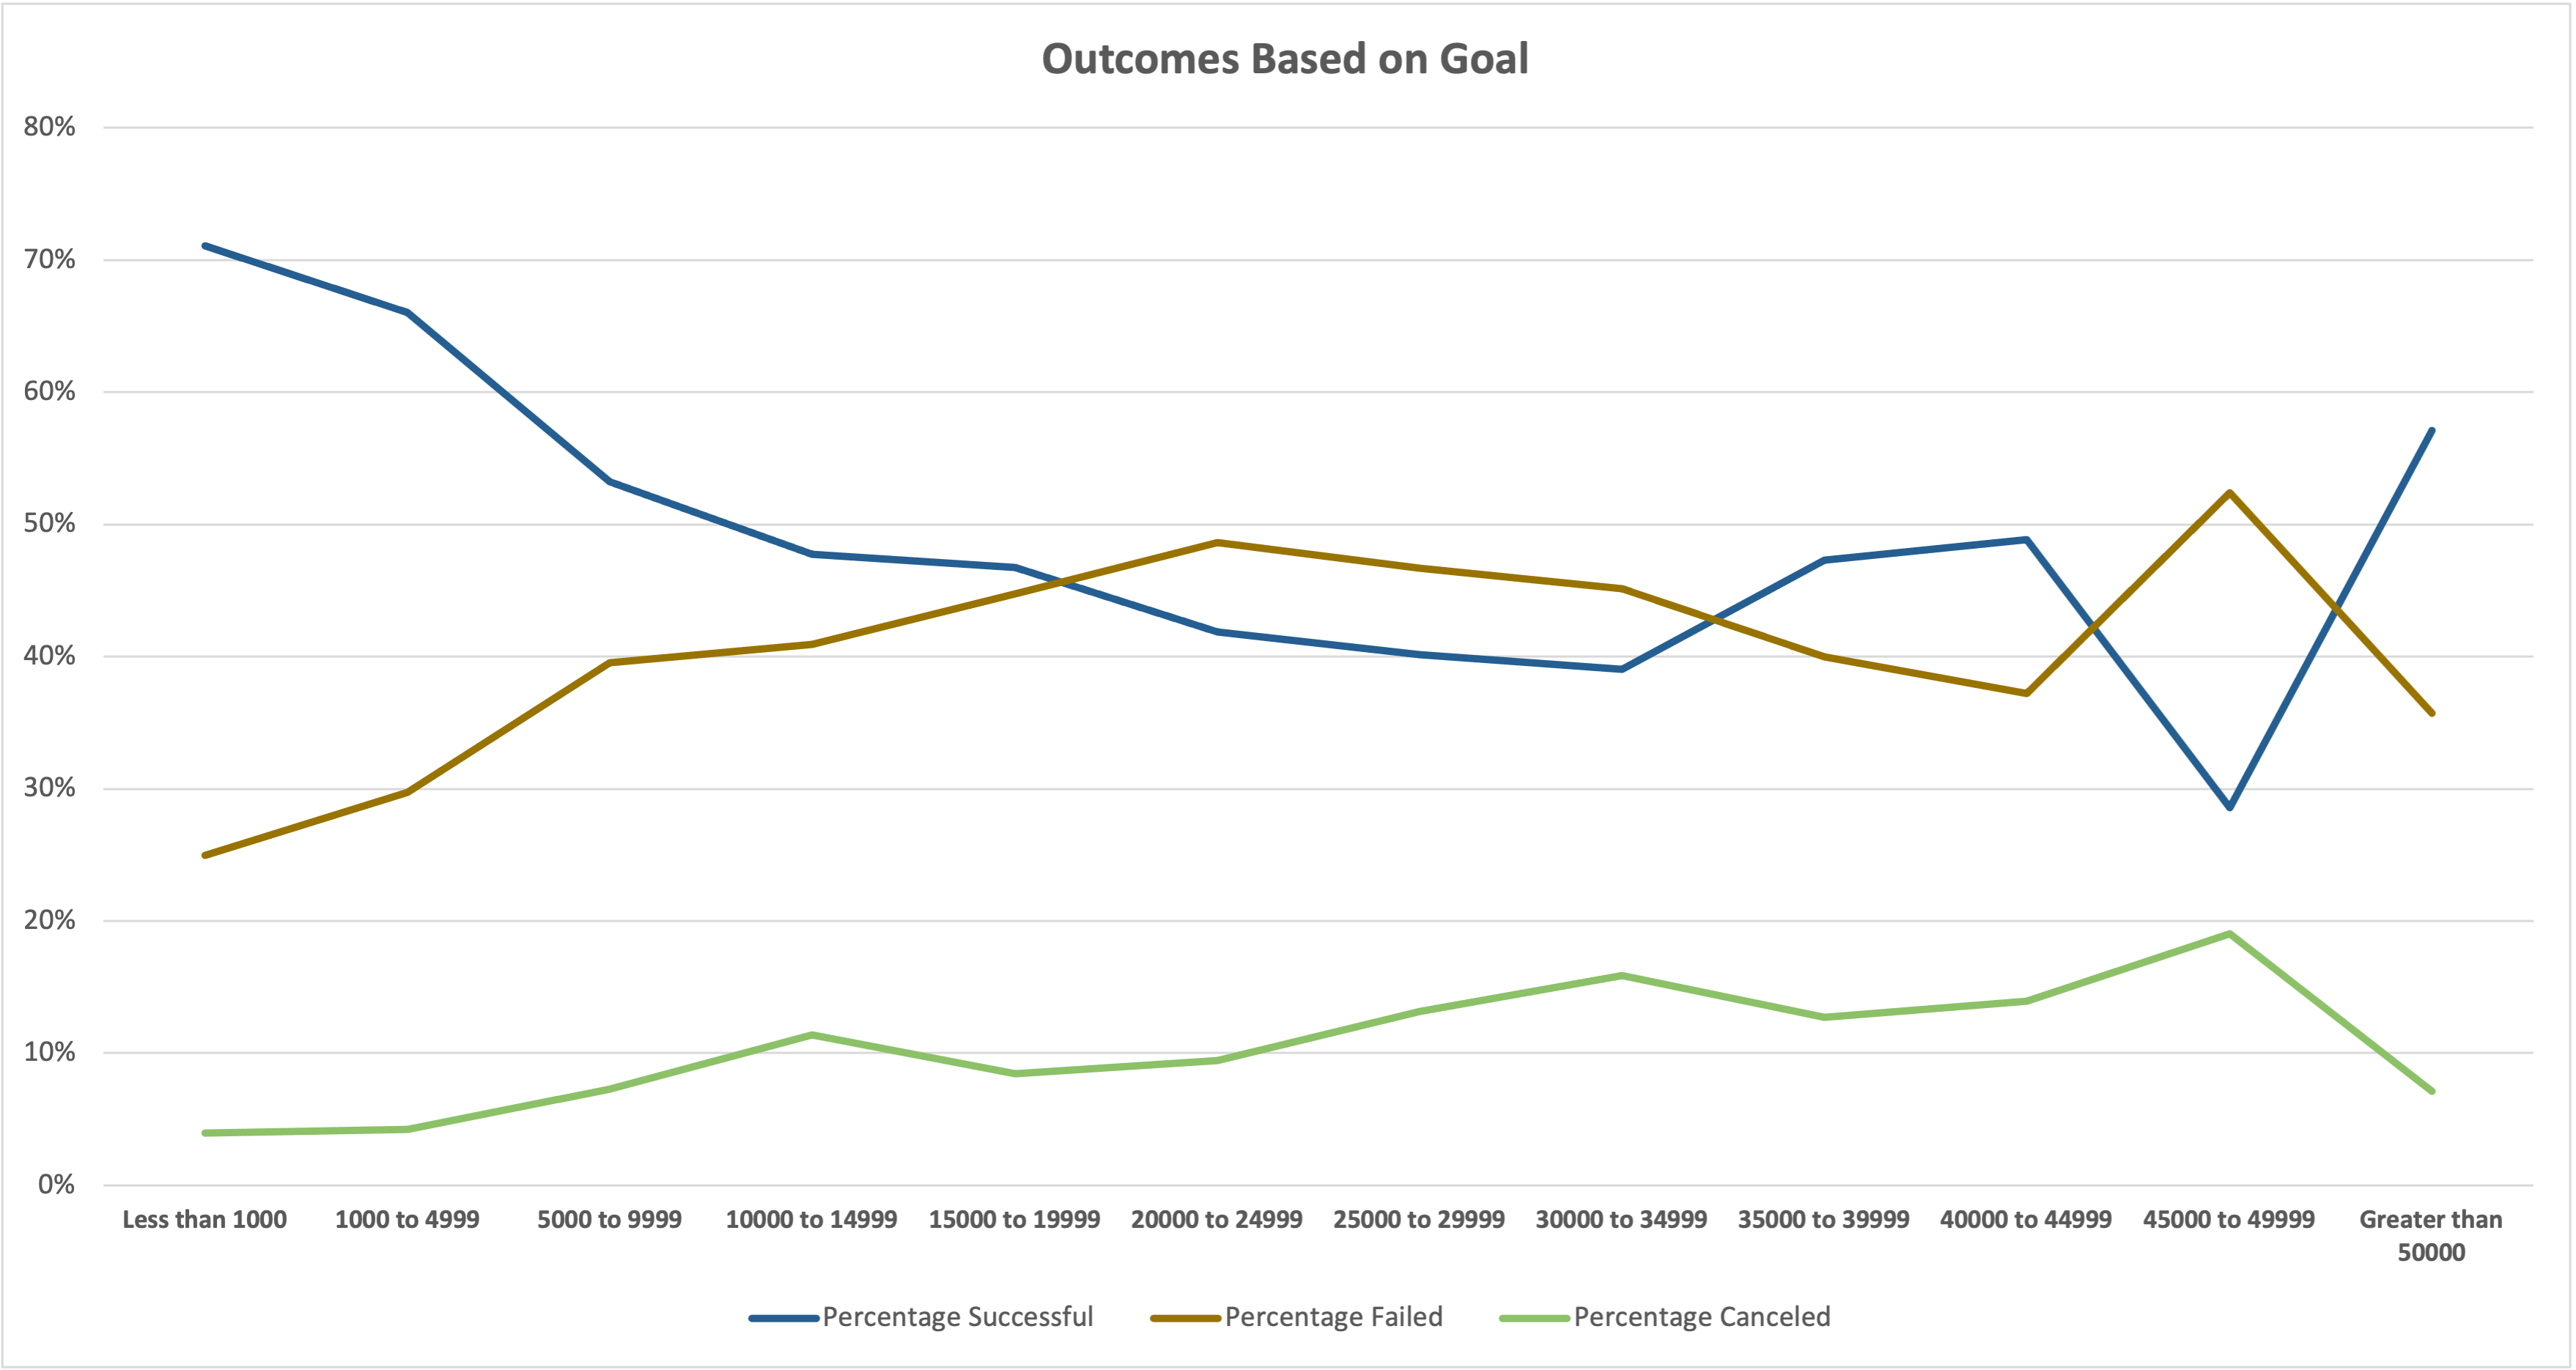 Outcomes Based on Goal
80%
70%
60%
50%
40%
30%
20%
10%
0%
Less than 1000
1000 to 4999
5000 to 9999
10000 to 14999
15000 to 19999
20000 to 24999
25000 to 29999
30000 to 34999
35000 to 39999
40000 to 44999
45000 to 49999
Greater than
50000
Percentage Successful
Percentage Failed
Percentage Canceled